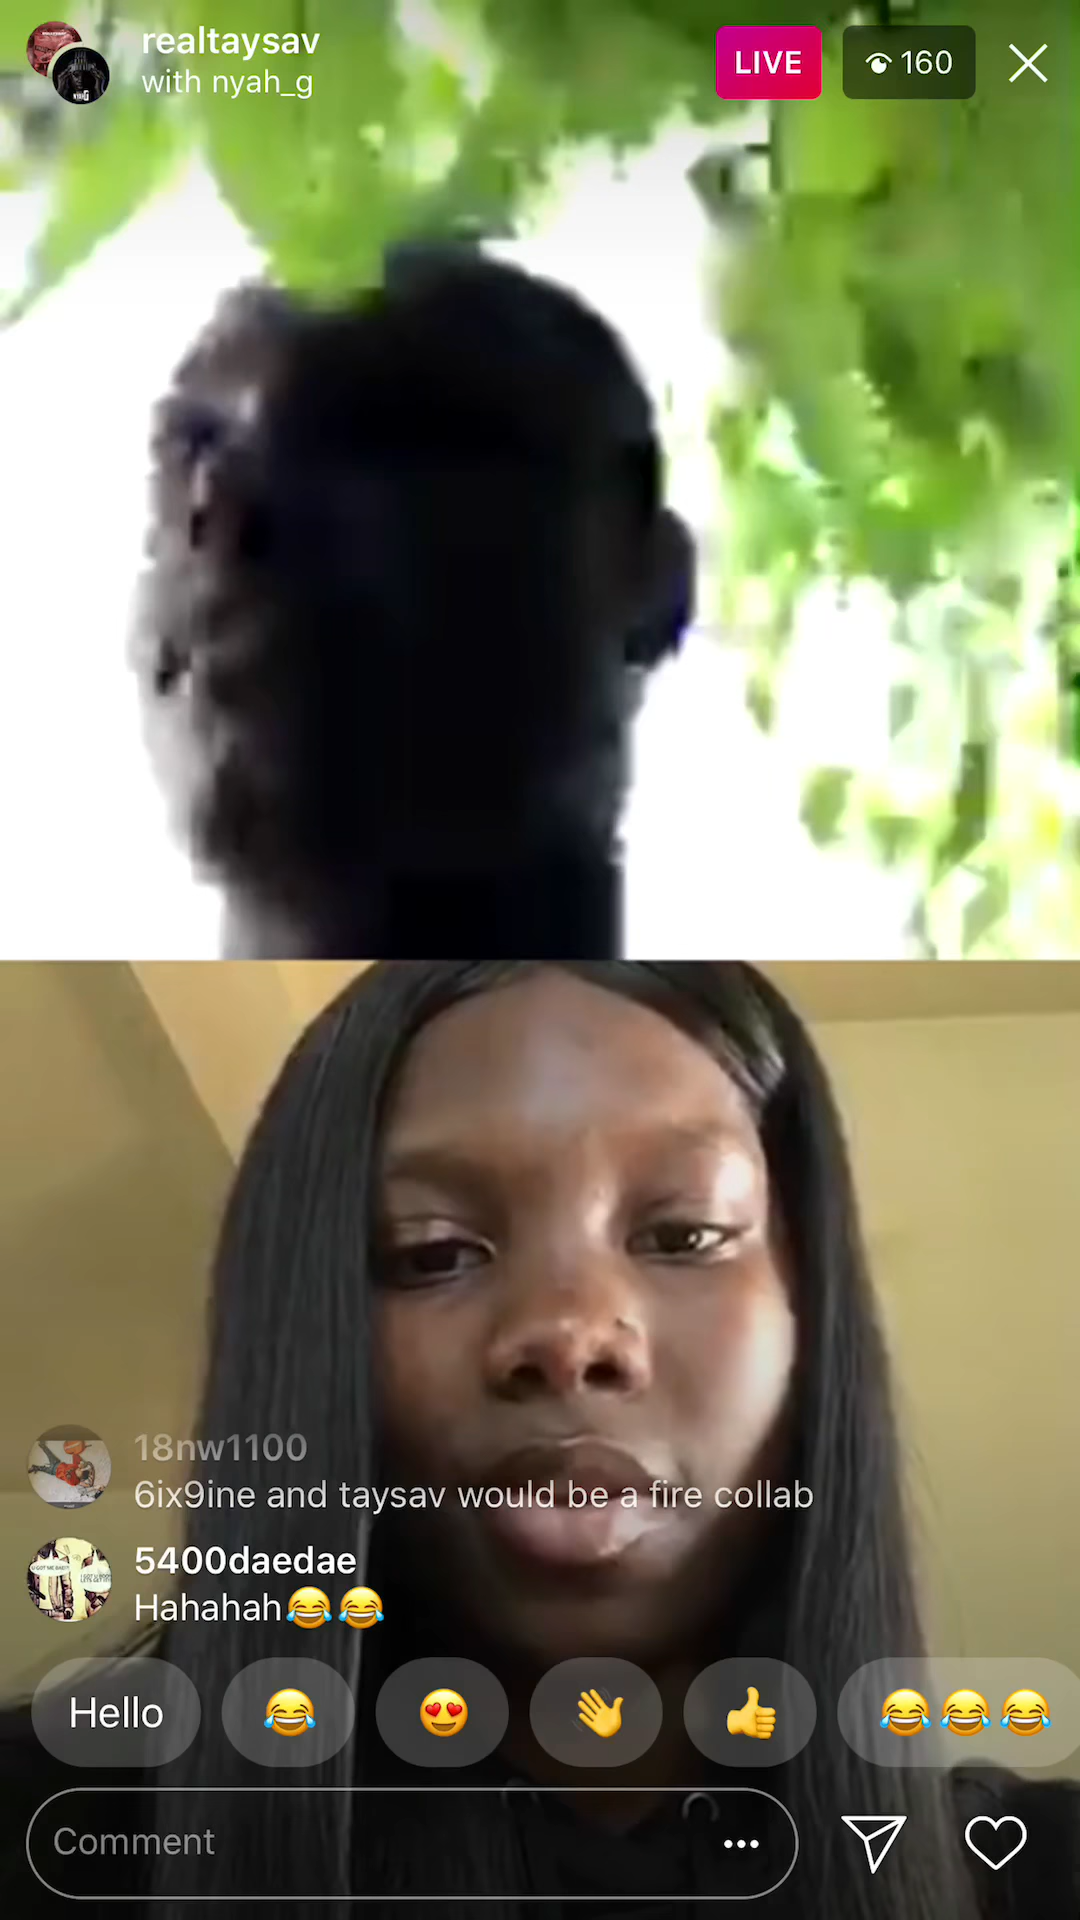 realtaysav
with nyah_g
LIVE
160
18nw1100
6ix9ine and taysav would be a fire collab
5400daedae
Hahahah😂😂
Hello
😂
😍
👋
👍
😂😂😂
Comment